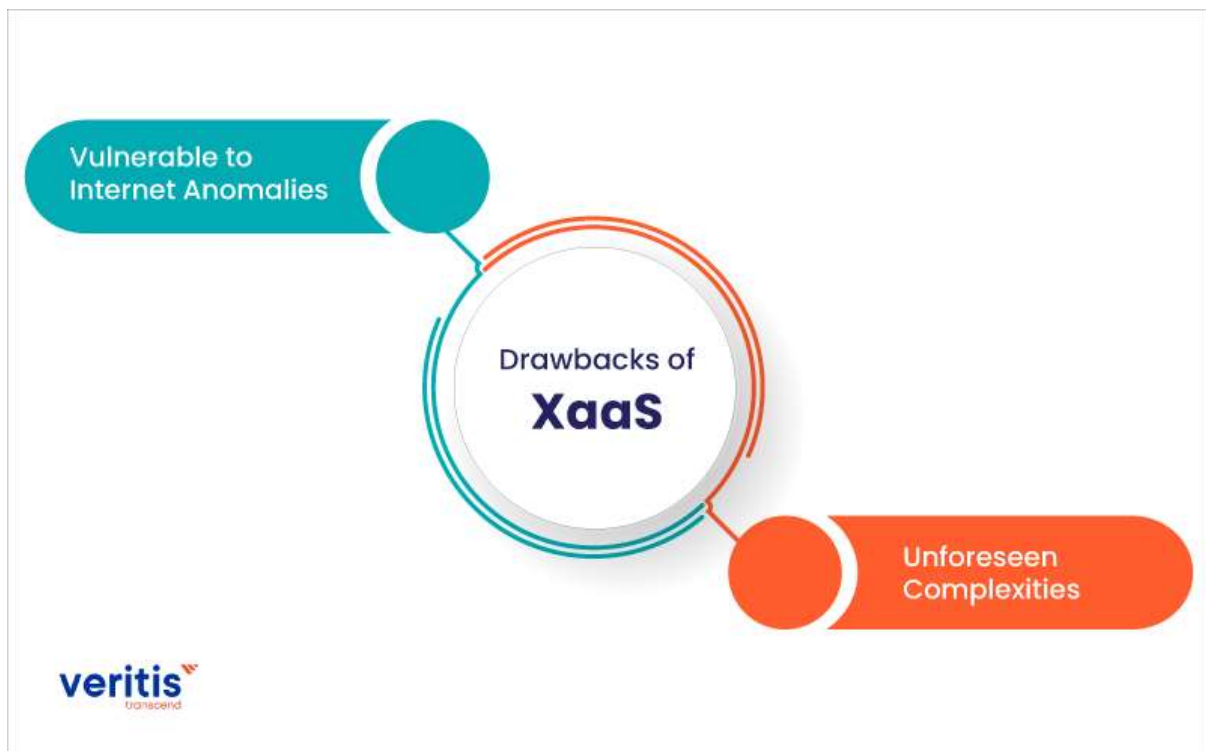 Vulnerable to
Internet Anomalies
Drawbacks of
XaaS
Unforeseen
Complexities
veritis
transcend